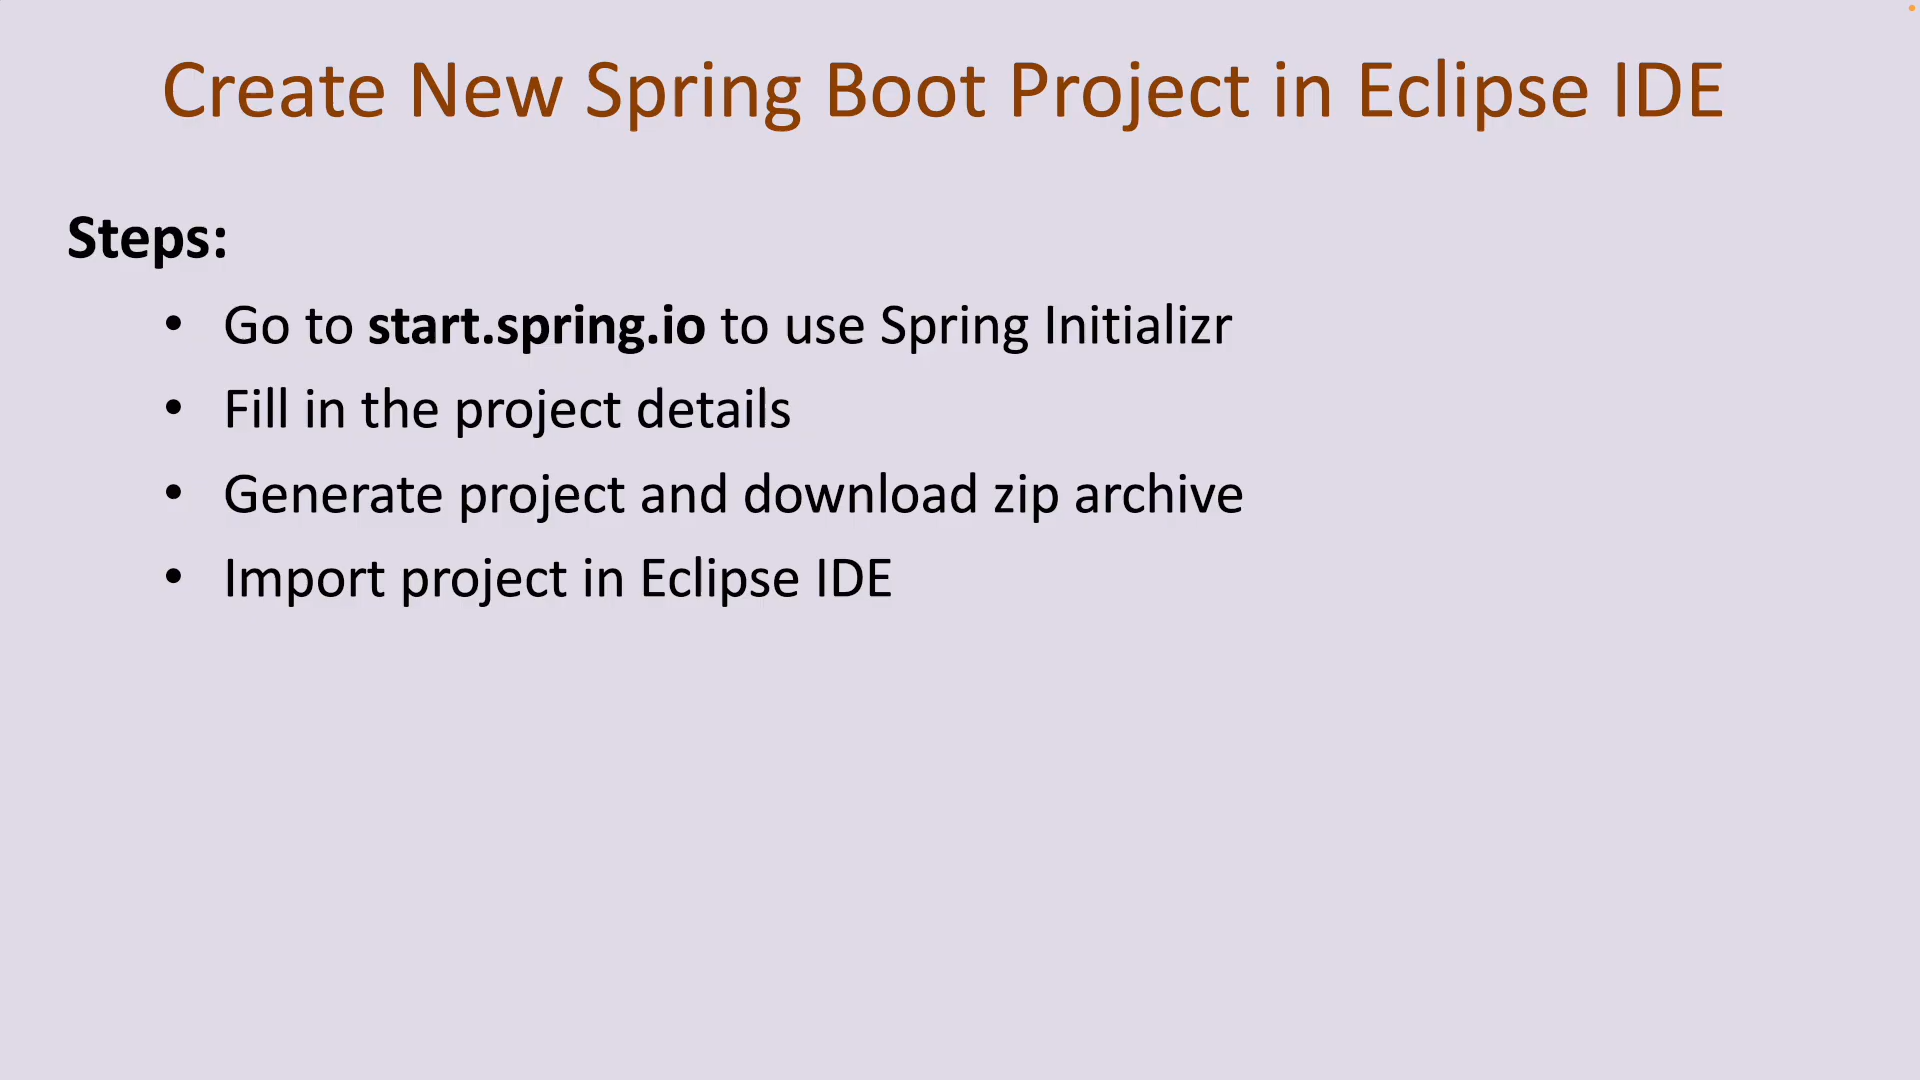 Create New Spring Boot Project in Eclipse IDE
Steps:
• Go to start.spring.io to use Spring Initializr
• Fill in the project details
• Generate project and download zip archive
• Import project in Eclipse IDE